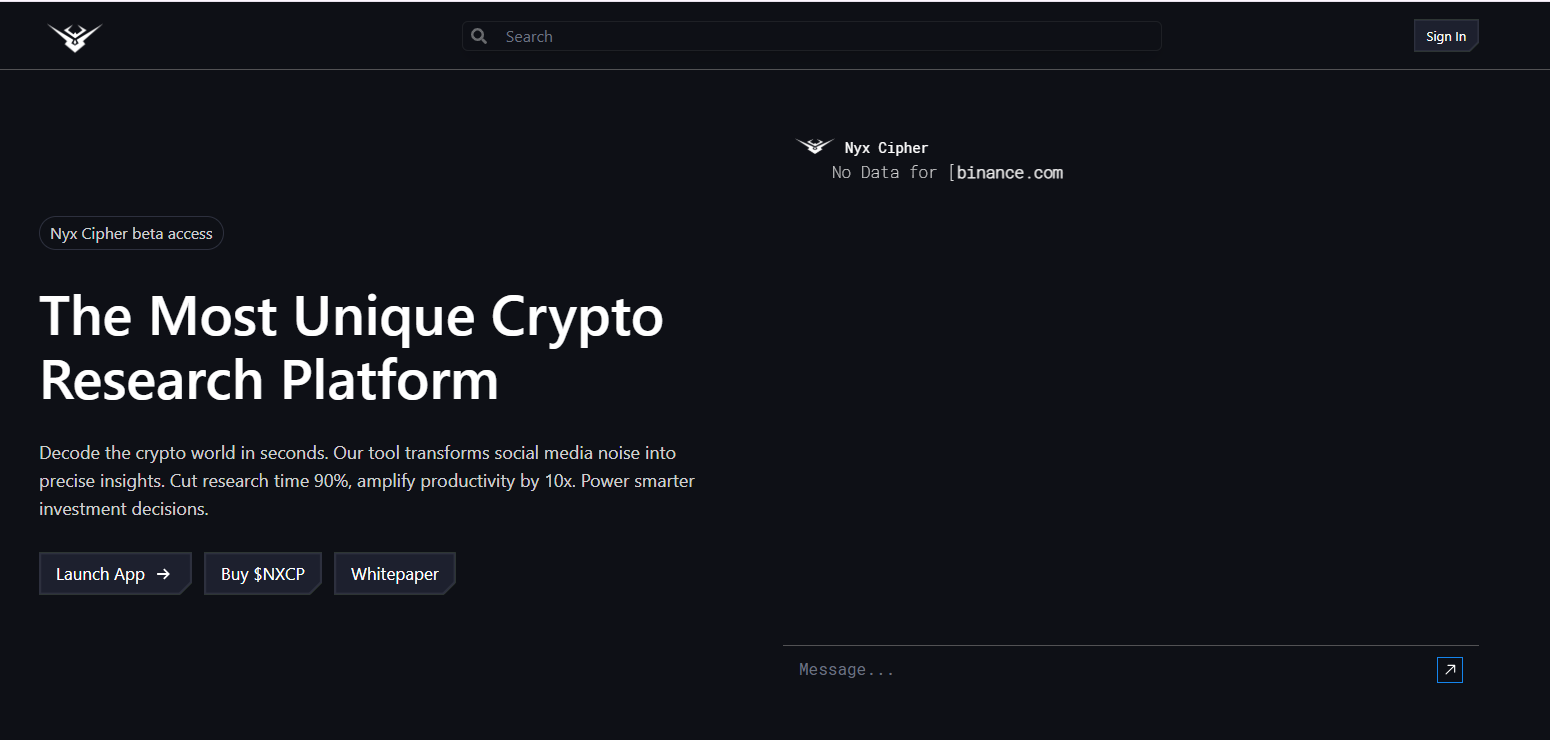 Search
Sign In
Nyx Cipher
No Data for [binance.com
Nyx Cipher beta access
The Most Unique Crypto
Research Platform
Decode the crypto world in seconds. Our tool transforms social media noise into
precise insights. Cut research time 90%, amplify productivity by 10x. Power smarter
investment decisions.
Launch App →
Buy $NXCP
Whitepaper
Message...